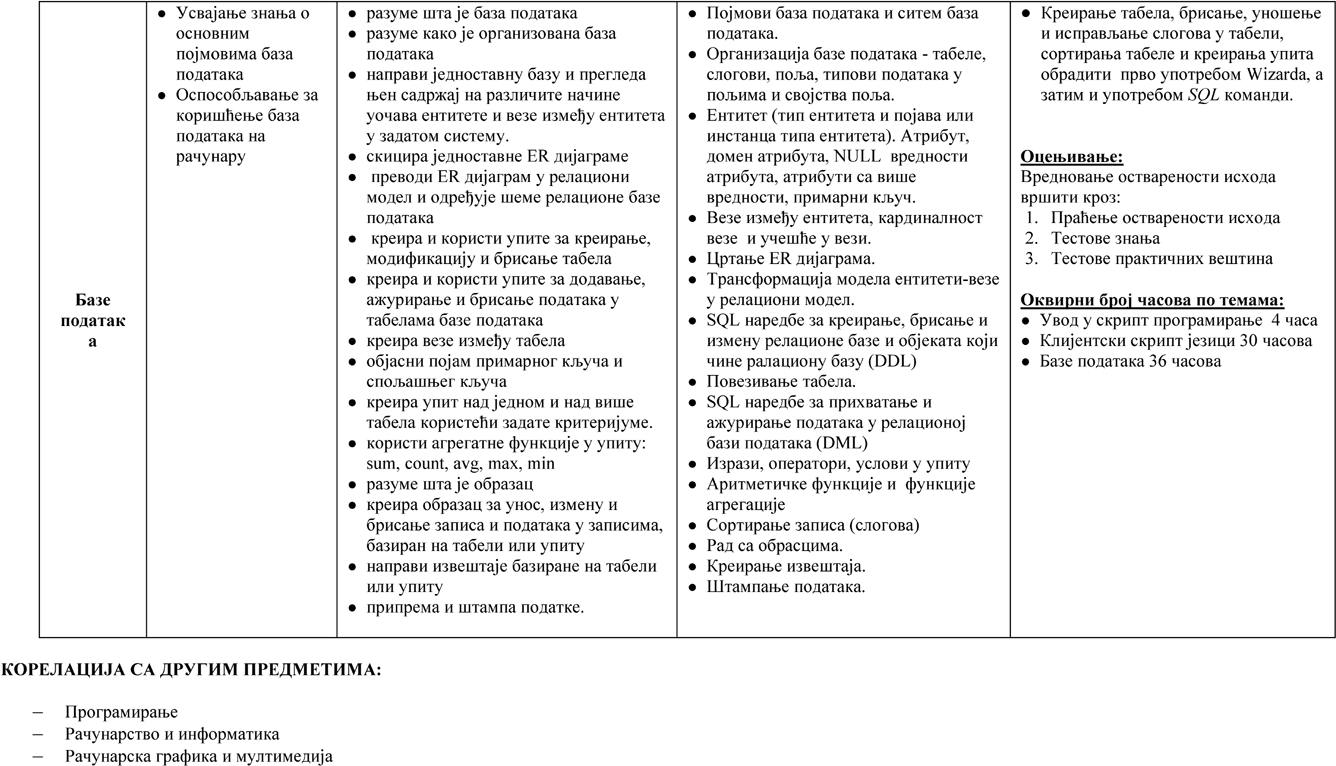 Базе
податак
а
● Усвајање знања о
основним
појмовима база
података
● Оспособљавање за
коришћење база
података на
рачунару
● разуме шта је база података
● разуме како је организована база
података
● направи једноставну базу и прегледа
њен садржај на различите начине
уочава ентитете и везе између ентитета
у задатом систему.
● скицира једноставне ER дијаграме
● преводи ER дијаграм у релациони
модел и одређује шеме релационе базе
података
● креира и користи упите за креирање,
модификацију и брисање табела
● креира и користи упите за додавање,
ажурирање и брисање података у
табелама базе података
● креира везе између табела
● објасни појам примарног кључа и
спољашњег кључа
● креира упит над једном и над више
табела користећи задате критеријуме.
● користи агрегатне функције у упиту:
sum, count, avg, max, min
● разуме шта је образац
● креира образац за унос, измену и
брисање записа и података у записима,
базиран на табели или упиту
● направи извештаје базиране на табели
или упиту
● припрема и штампа податке.
● Појмови база података и ситем база
података.
● Организација базе података - табеле,
слогови, поља, типови података у
пољима и својства поља.
● Ентитет (тип ентитета и појава или
инстанца типа ентитета). Атрибут,
домен атрибута, NULL вредности
атрибута, атрибути са више
вредности, примарни кључ.
● Везе између ентитета, кардиналност
везе и учешће у вези.
● Цртање ER дијаграма.
● Трансформација модела ентитети-везе
у релациони модел.
● SQL наредбе за креирање, брисање и
измену релационе базе и објеката који
чине ралациону базу (DDL)
● Повезивање табела.
● SQL наредбе за прихватање и
ажурирање података у релационој
бази података (DML)
● Изрази, оператори, услови у упиту
● Аритметичке функције и функције
агрегације
● Сортирање записа (слогова)
● Рад са обрасцима.
● Креирање извештаја.
● Штампање података.
● Креирање табела, брисање, уношење
и исправљање слогова у табели,
сортирања табеле и креирања упита
обрадити прво употребом Wizarda, а
затим и употребом SQL команди.
Оцењивање:
Вредновање остварености исхода
вршити кроз:
1. Праћење остварености исхода
2. Тестове знања
3. Тестове практичних вештина
Оквирни број часова по темама:
● Увод у скрипт програмирање 4 часа
● Клијентски скрипт језици 30 часова
● Базе података 36 часова
КОРЕЛАЦИЈА СА ДРУГИМ ПРЕДМЕТИМА:
– Програмирање
– Рачунарство и информатика
– Рачунарска графика и мултимедија